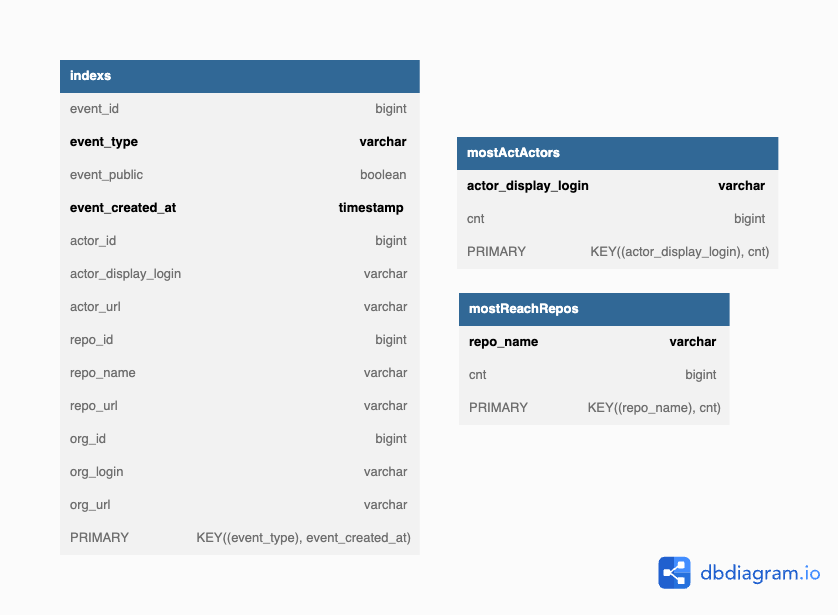 indexs
event_id bigint
event_type varchar
event_public boolean
event_created_at timestamp
actor_id bigint
actor_display_login varchar
actor_url varchar
repo_id bigint
repo_name varchar
repo_url varchar
org_id bigint
org_login varchar
org_url varchar
PRIMARY KEY((event_type), event_created_at)
mostActActors
actor_display_login varchar
cnt bigint
PRIMARY KEY((actor_display_login), cnt)
mostReachRepos
repo_name varchar
cnt bigint
PRIMARY KEY((repo_name), cnt)
dbdiagram.io